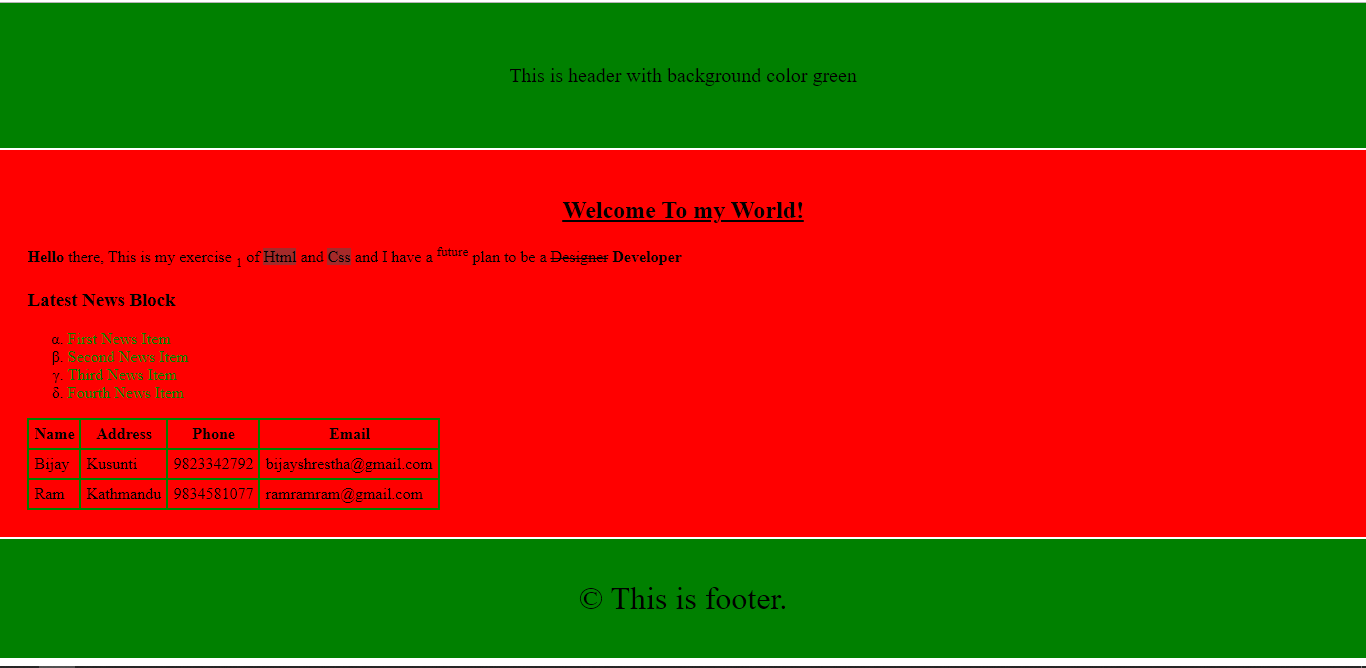 This is header with background color green
Welcome To my World!
Hello there, This is my exercise 1 of Html and Css and I have a future plan to be a Designer Developer
Latest News Block
α. First News Item
β. Second News Item
γ. Third News Item
δ. Fourth News Item
Name Address Phone Email
Bijay Kusunti 9823342792 bijayshrestha@gmail.com
Ram Kathmandu 9834581077 ramramram@gmail.com
© This is footer.